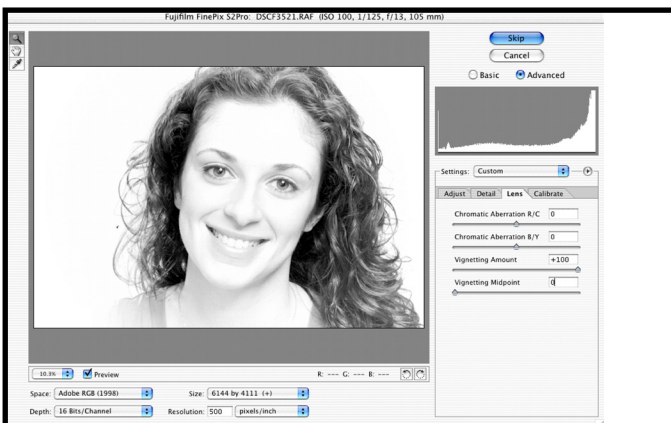 Fujifilm FinePix S2Pro:  DSCF3521.RAF  (ISO 100, 1/125, f/13, 105 mm)
Skip
Cancel
Basic
Advanced
Settings: Custom
Adjust Detail Lens Calibrate
Chromatic Aberration R/C 0
Chromatic Aberration B/Y 0
Vignetting Amount +100
Vignetting Midpoint 0
10.3% Preview R: --- G: --- B: ---
Space: Adobe RGB (1998) Size: 6144 by 4111 (+)
Depth: 16 Bits/Channel Resolution: 500 pixels/inch